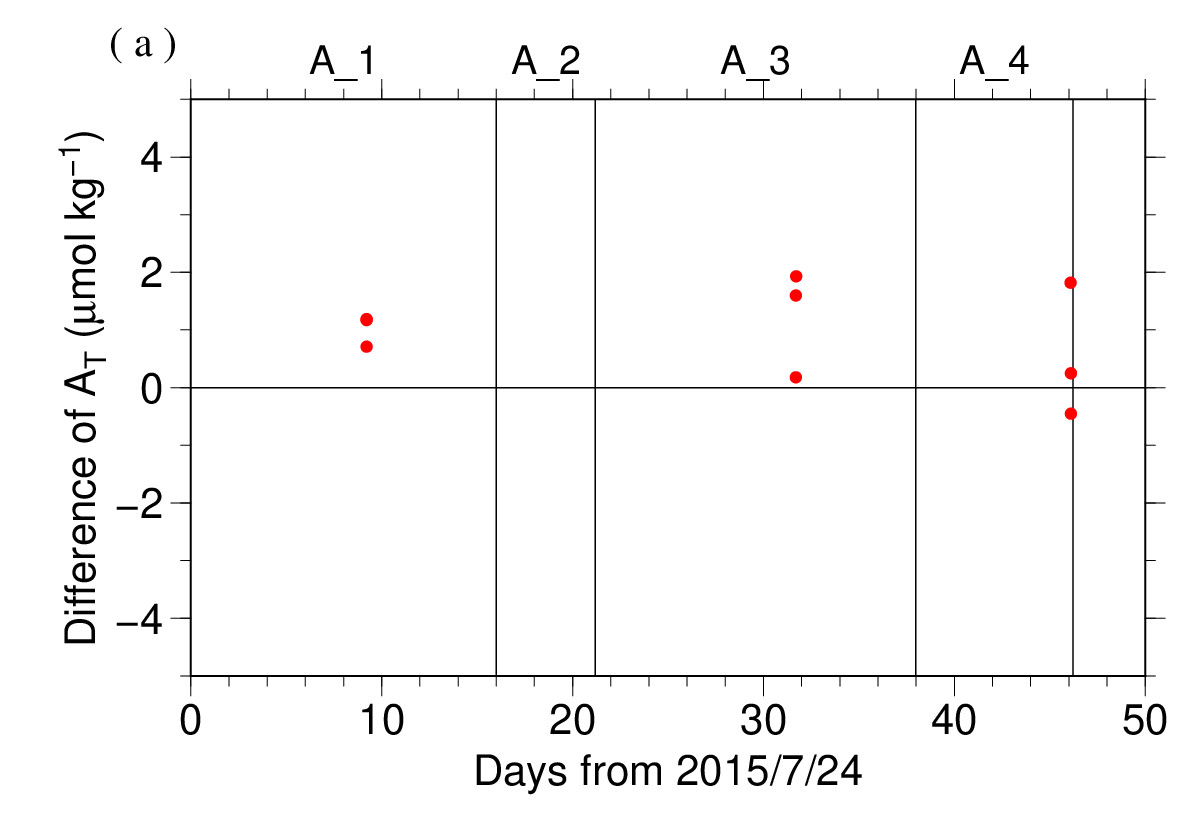 ( a )
A_1 A_2 A_3 A_4
Difference of A_T (μmol kg⁻¹)
4
2
0
−2
−4
0 10 20 30 40 50
Days from 2015/7/24